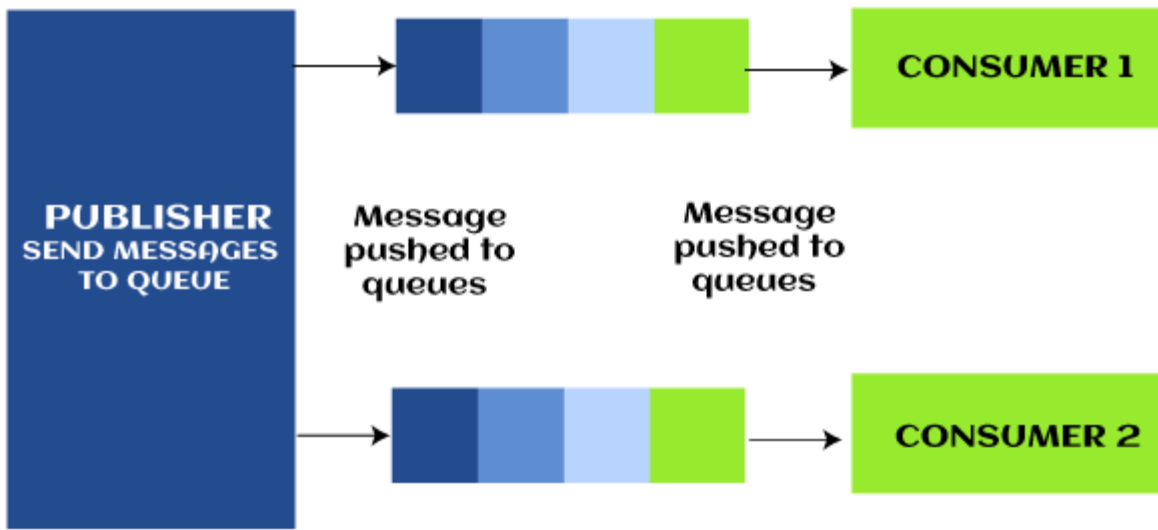 CONSUMER 1
PUBLISHER
SEND MESSAGES
TO QUEUE
Message
pushed to
queues
Message
pushed to
queues
CONSUMER 2